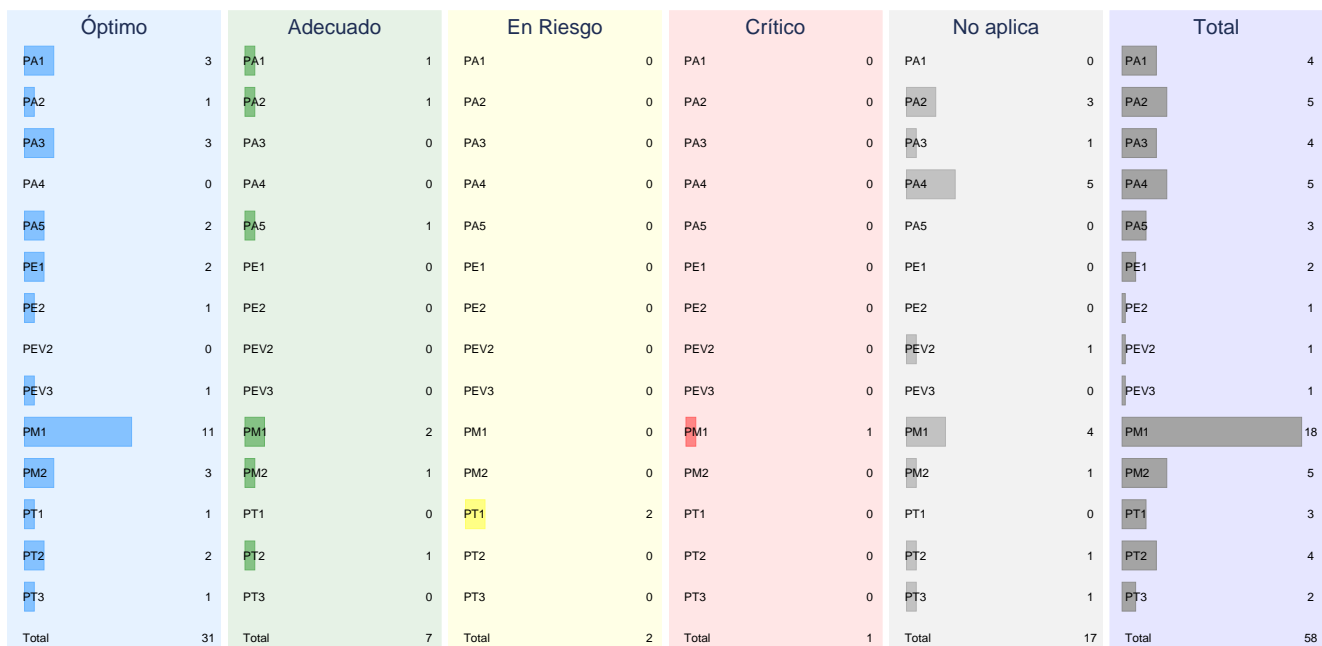 Óptimo Adecuado En Riesgo Crítico No aplica Total
PA1 3 PA1 1 PA1 0 PA1 0 PA1 0 PA1 4
PA2 1 PA2 1 PA2 0 PA2 0 PA2 3 PA2 5
PA3 3 PA3 0 PA3 0 PA3 0 PA3 1 PA3 4
PA4 0 PA4 0 PA4 0 PA4 0 PA4 5 PA4 5
PA5 2 PA5 1 PA5 0 PA5 0 PA5 0 PA5 3
PE1 2 PE1 0 PE1 0 PE1 0 PE1 0 PE1 2
PE2 1 PE2 0 PE2 0 PE2 0 PE2 0 PE2 1
PEV2 0 PEV2 0 PEV2 0 PEV2 0 PEV2 1 PEV2 1
PEV3 1 PEV3 0 PEV3 0 PEV3 0 PEV3 0 PEV3 1
PM1 11 PM1 2 PM1 0 PM1 1 PM1 4 PM1 18
PM2 3 PM2 1 PM2 0 PM2 0 PM2 1 PM2 5
PT1 1 PT1 0 PT1 2 PT1 0 PT1 0 PT1 3
PT2 2 PT2 1 PT2 0 PT2 0 PT2 1 PT2 4
PT3 1 PT3 0 PT3 0 PT3 0 PT3 1 PT3 2
Total 31 Total 7 Total 2 Total 1 Total 17 Total 58